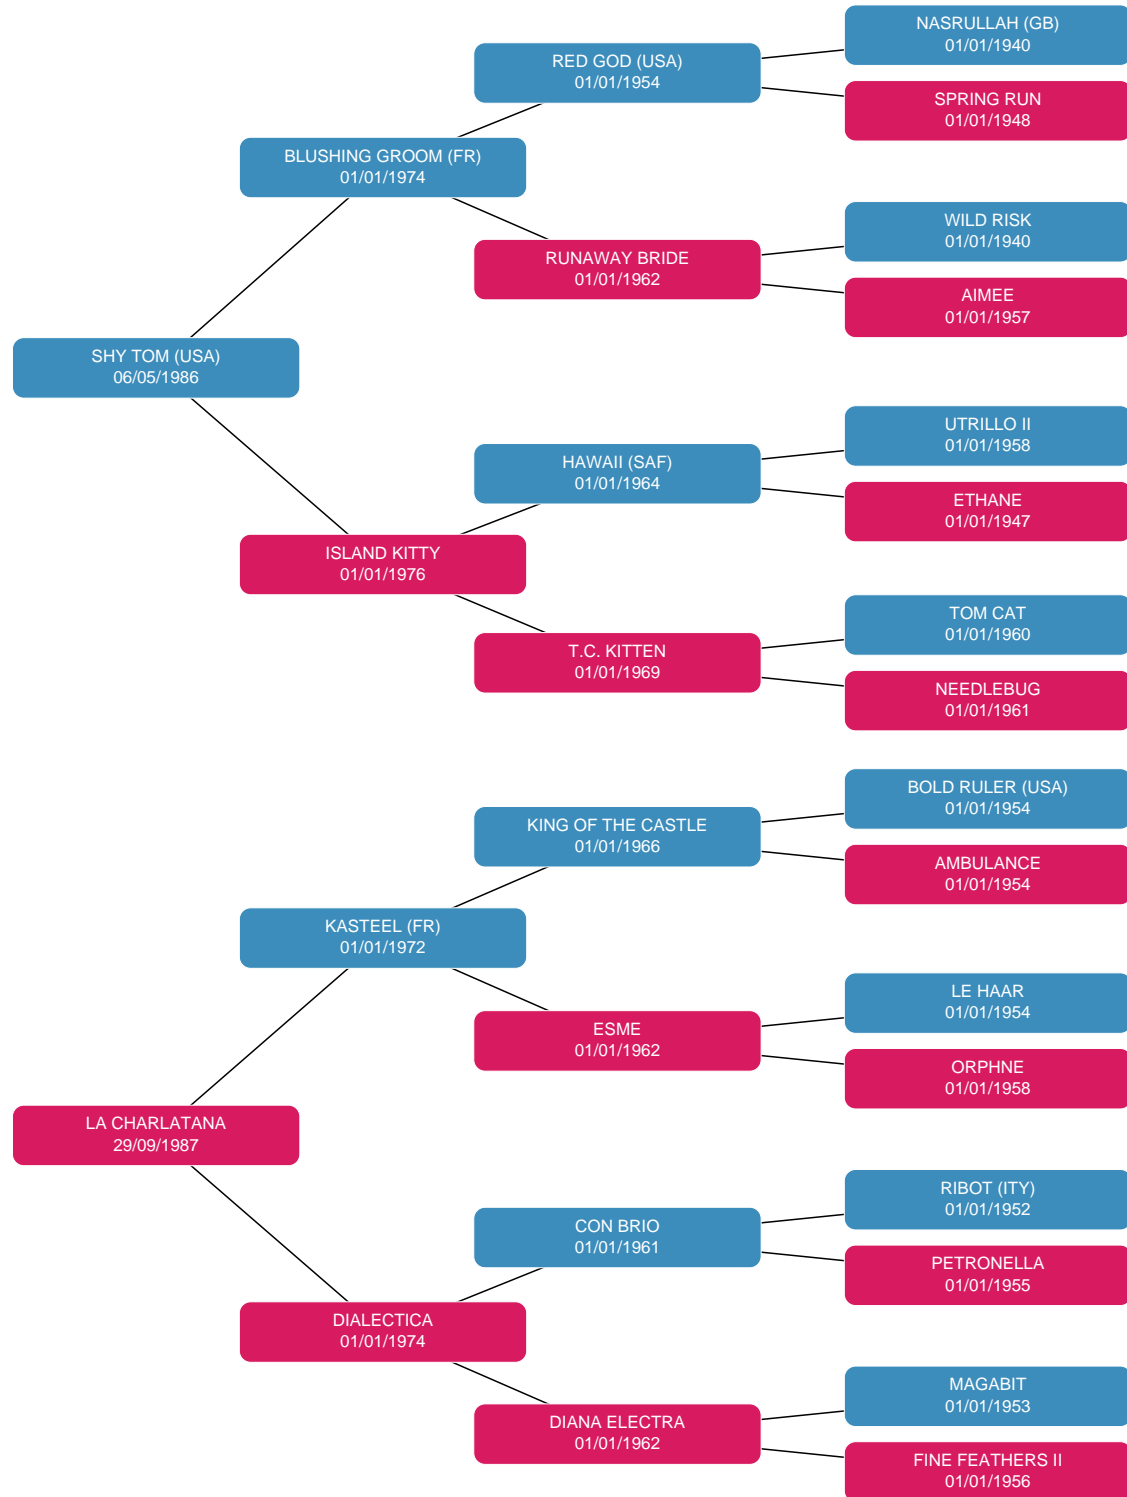 NASRULLAH (GB)
01/01/1940
RED GOD (USA)
01/01/1954
SPRING RUN
01/01/1948
BLUSHING GROOM (FR)
01/01/1974
WILD RISK
01/01/1940
RUNAWAY BRIDE
01/01/1962
AIMEE
01/01/1957
SHY TOM (USA)
06/05/1986
UTRILLO II
01/01/1958
HAWAII (SAF)
01/01/1964
ETHANE
01/01/1947
ISLAND KITTY
01/01/1976
TOM CAT
01/01/1960
T.C. KITTEN
01/01/1969
NEEDLEBUG
01/01/1961
BOLD RULER (USA)
01/01/1954
KING OF THE CASTLE
01/01/1966
AMBULANCE
01/01/1954
KASTEEL (FR)
01/01/1972
LE HAAR
01/01/1954
ESME
01/01/1962
ORPHNE
01/01/1958
LA CHARLATANA
29/09/1987
RIBOT (ITY)
01/01/1952
CON BRIO
01/01/1961
PETRONELLA
01/01/1955
DIALECTICA
01/01/1974
MAGABIT
01/01/1953
DIANA ELECTRA
01/01/1962
FINE FEATHERS II
01/01/1956